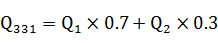 Q₃₃₁ = Q₁ × 0.7 + Q₂ × 0.3